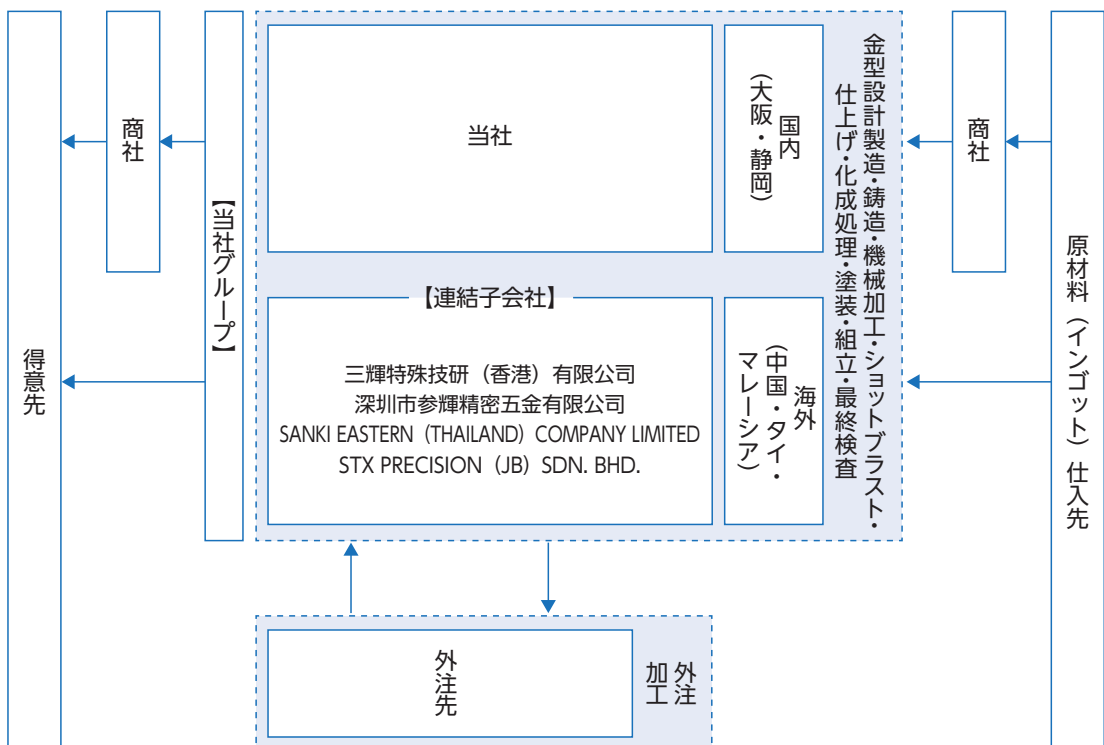 得意先
商社
【当社グループ】
当社
国内
(大阪・静岡)
【連結子会社】
三輝特殊技研(香港)有限公司
深圳市参輝精密五金有限公司
SANKI EASTERN (THAILAND) COMPANY LIMITED
STX PRECISION (JB) SDN. BHD.
海外
(中国・タイ・
マレーシア)
金型設計製造・鋳造・機械加工・ショットブラスト・
仕上げ・化成処理・塗装・組立・最終検査
商社
原材料(インゴット)仕入先
外注先
外注
加工